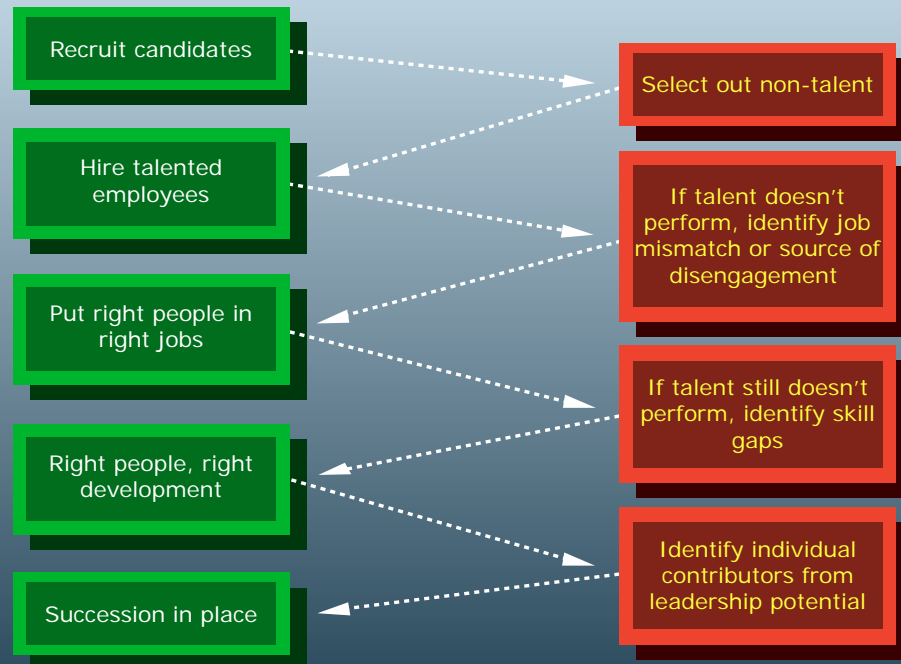 Recruit candidates
Select out non-talent
Hire talented
employees
If talent doesn't
perform, identify job
mismatch or source of
disengagement
Put right people in
right jobs
If talent still doesn't
perform, identify skill
gaps
Right people, right
development
Identify individual
contributors from
leadership potential
Succession in place